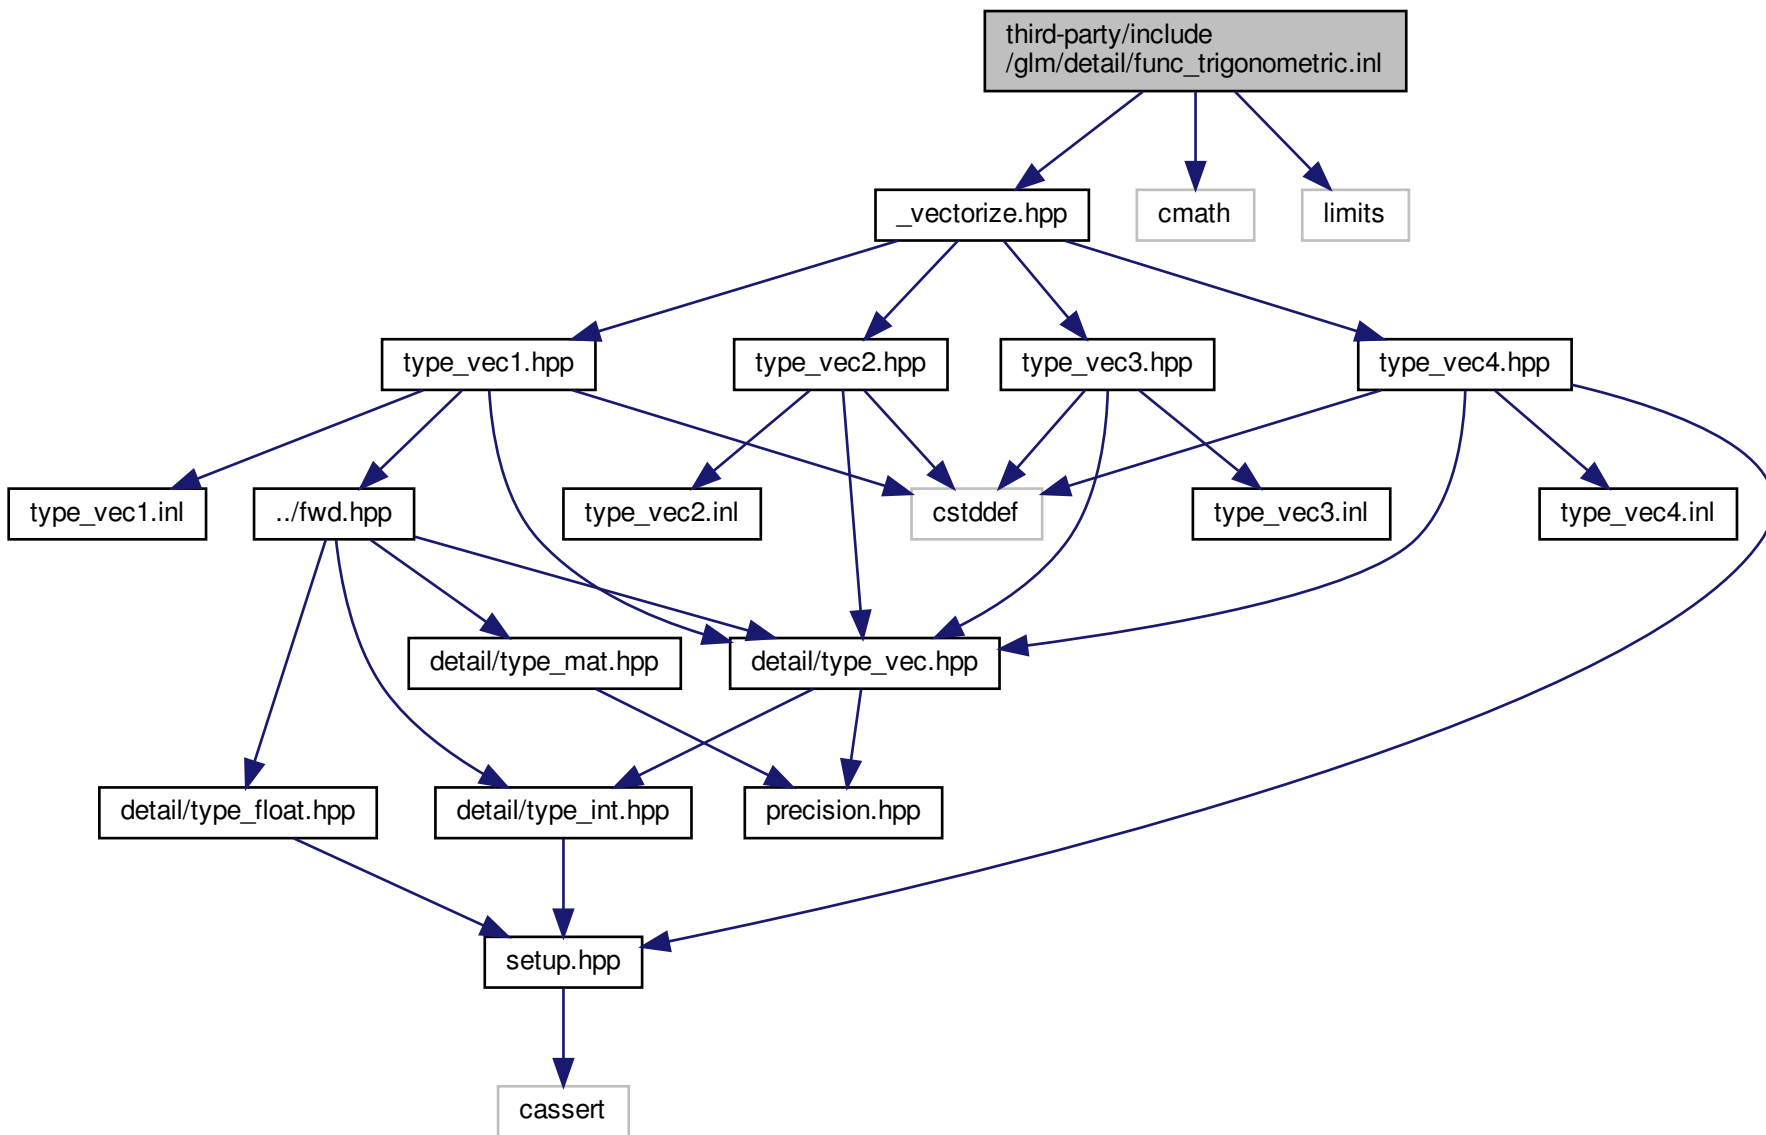 third-party/include
/glm/detail/func_trigonometric.inl
_vectorize.hpp
cmath
limits
type_vec1.hpp
type_vec2.hpp
type_vec3.hpp
type_vec4.hpp
type_vec1.inl
../fwd.hpp
type_vec2.inl
cstddef
type_vec3.inl
type_vec4.inl
detail/type_mat.hpp
detail/type_vec.hpp
detail/type_float.hpp
detail/type_int.hpp
precision.hpp
setup.hpp
cassert